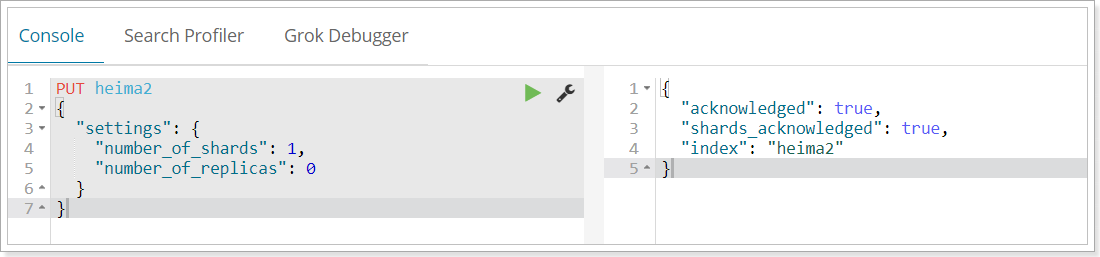 Console Search Profiler Grok Debugger
1 PUT heima2
2 {
3 "settings": {
4 "number_of_shards": 1,
5 "number_of_replicas": 0
6 }
7 }
1 {
2 "acknowledged": true,
3 "shards_acknowledged": true,
4 "index": "heima2"
5 }